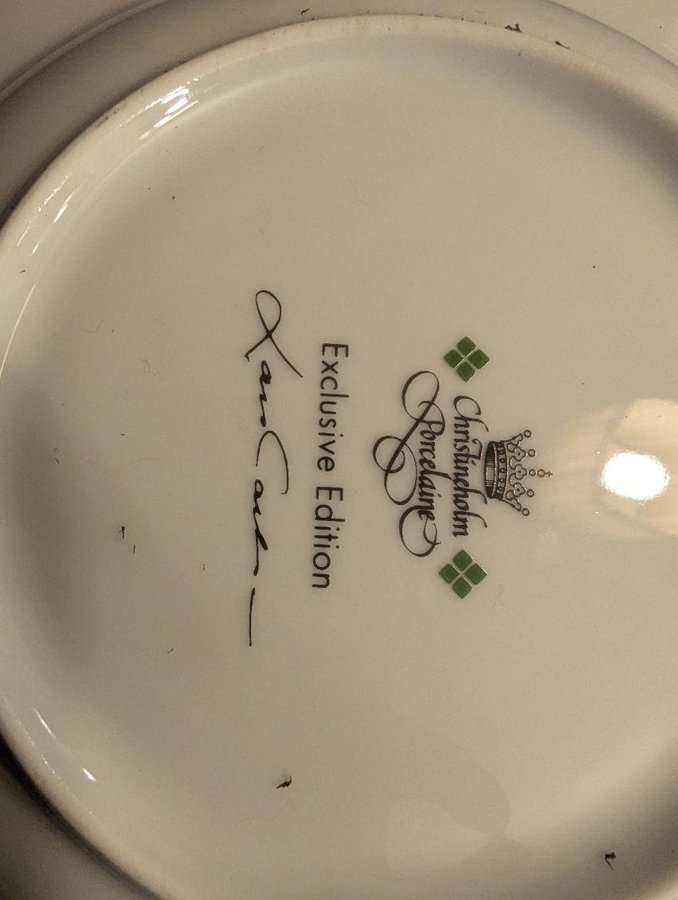 Christineholm
Porcelaine
Exclusive Edition